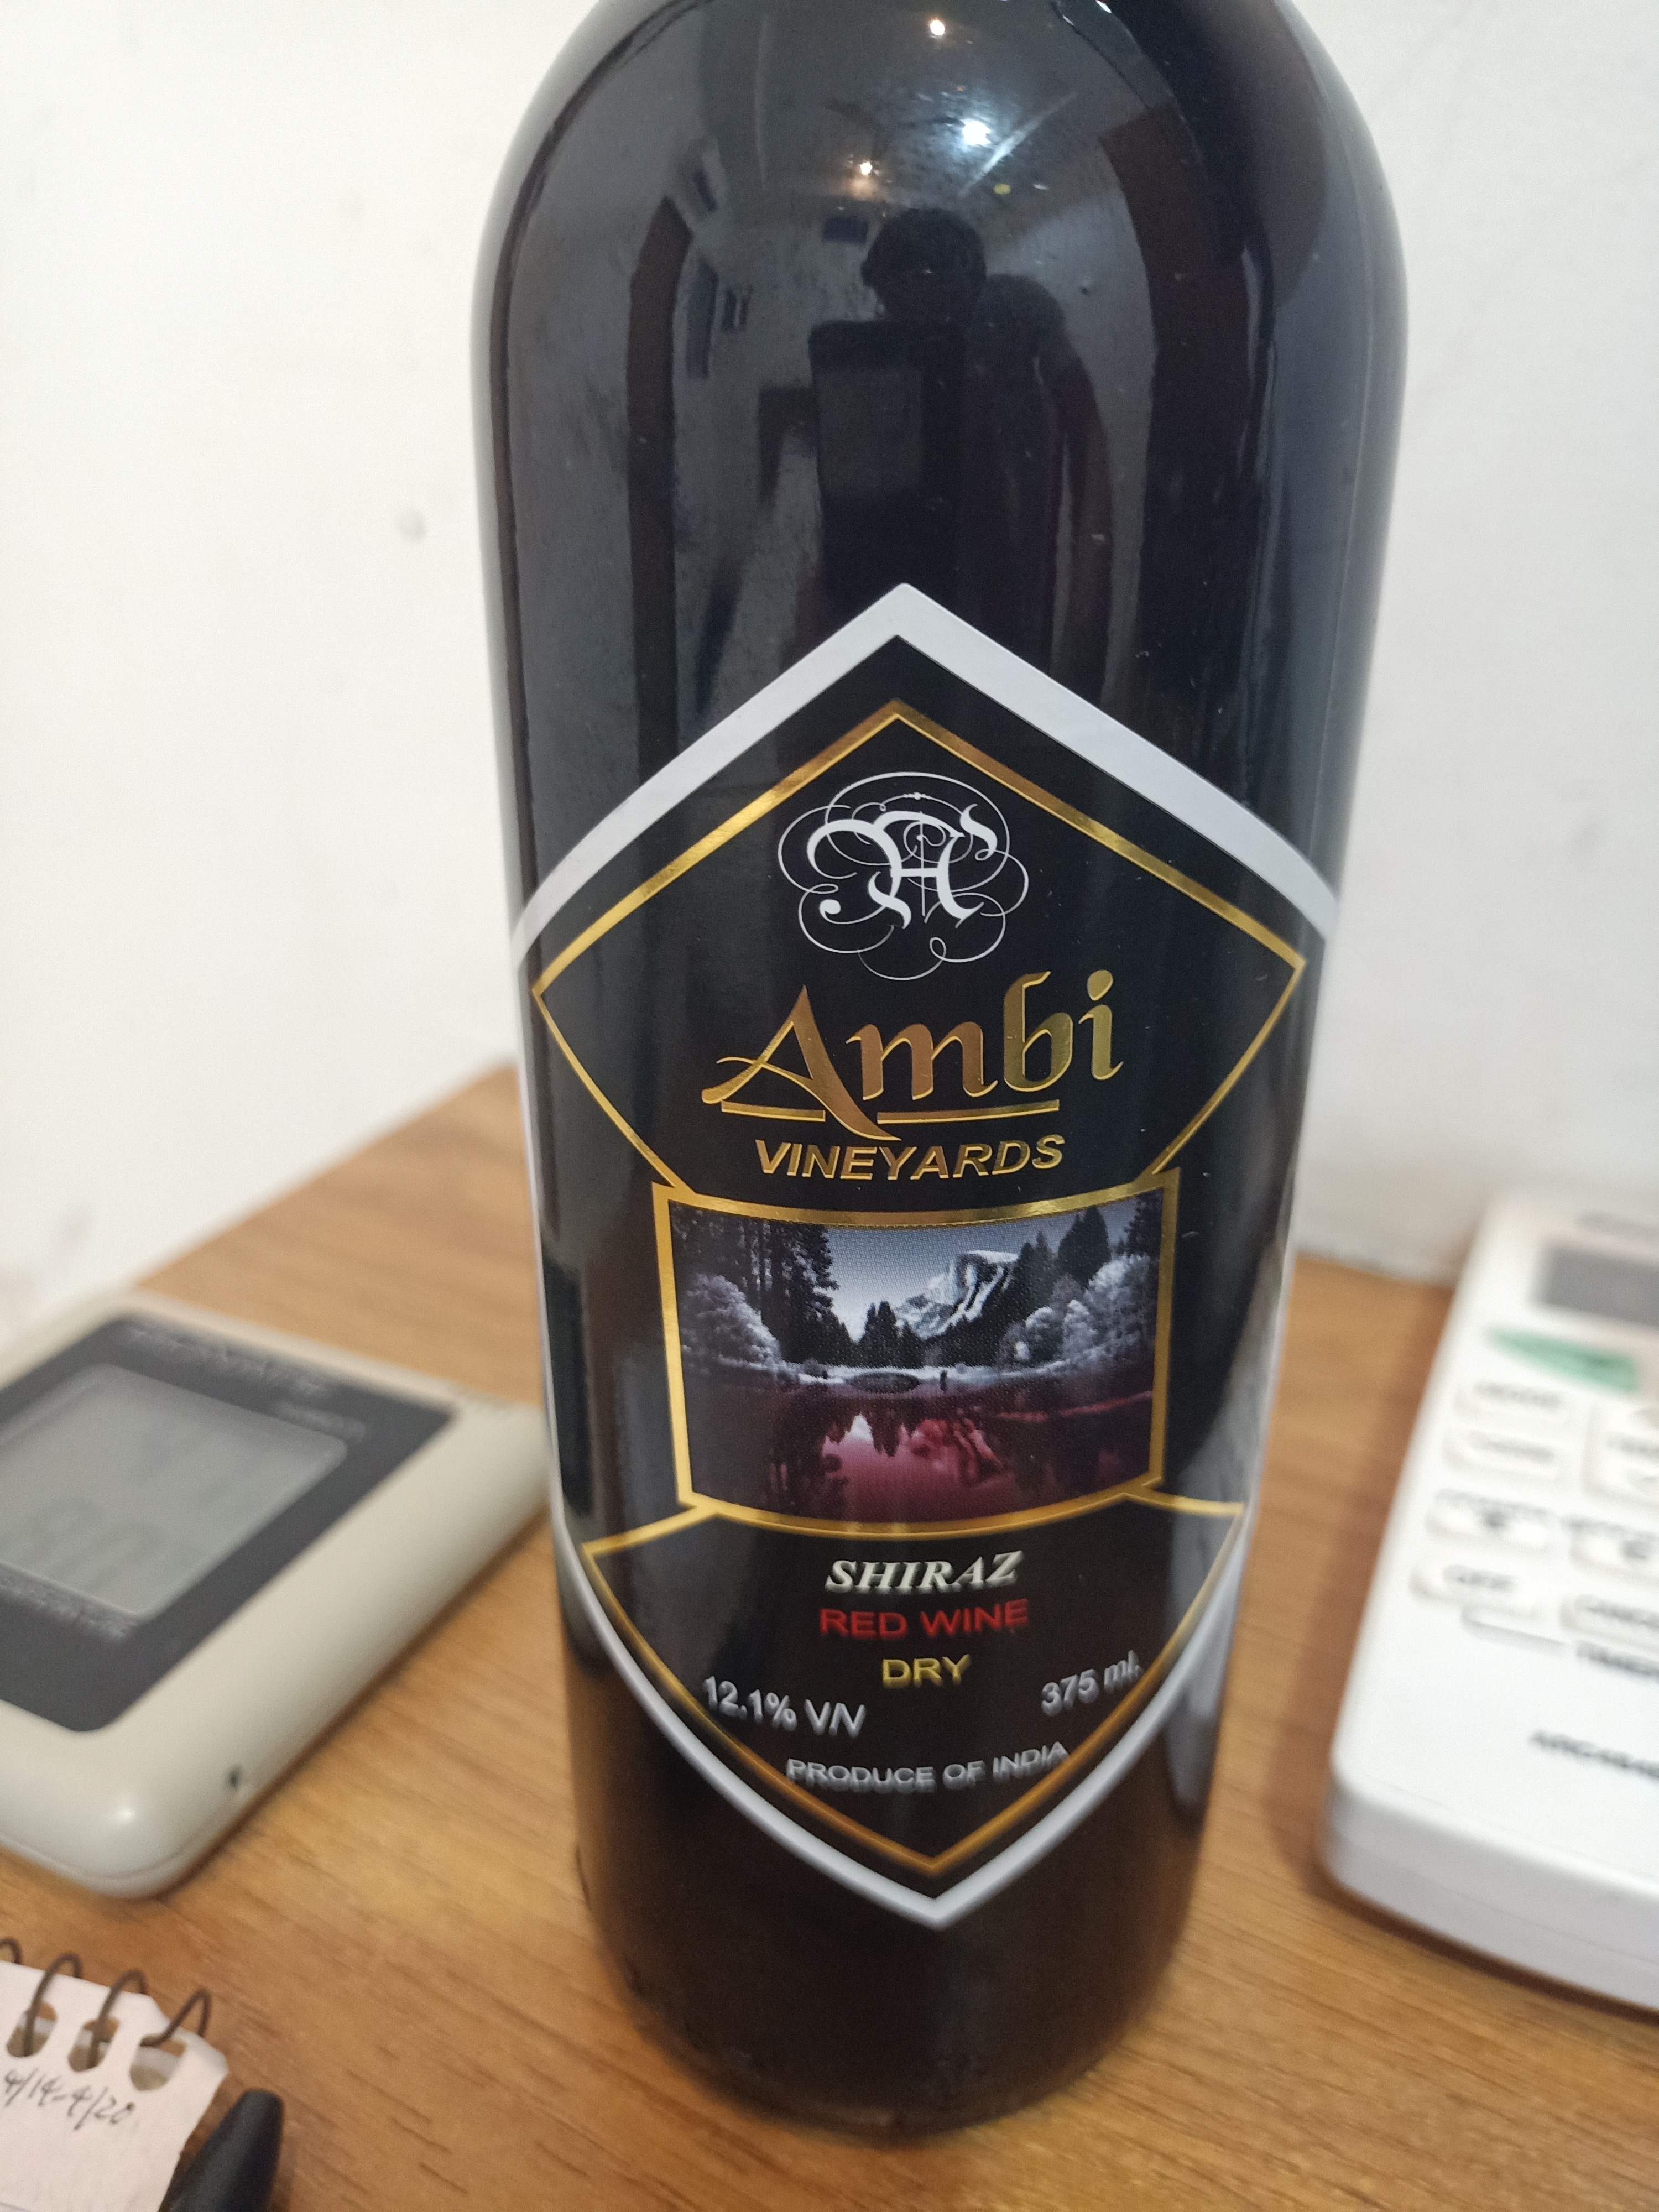 A
Ambi
VINEYARDS
SHIRAZ
RED WINE
DRY
12.1% V/V
375 ml.
PRODUCE OF INDIA
4/14-4/20